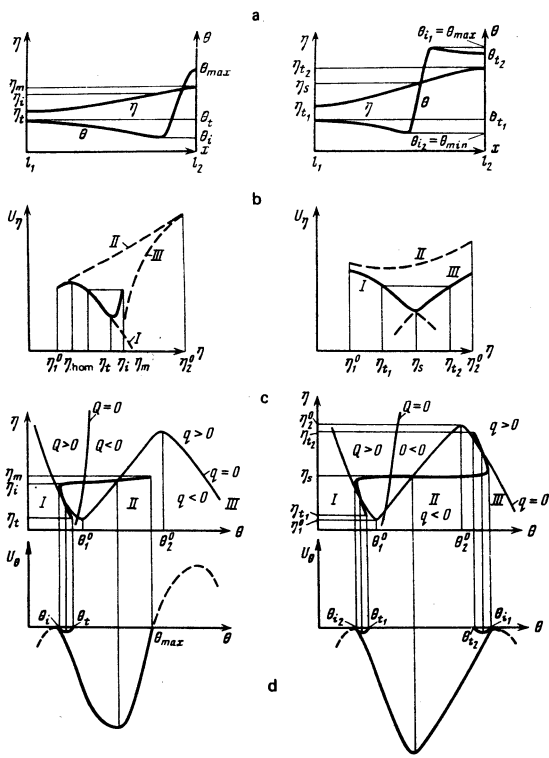 a
η θ η θi₁ = θmax θ
θmax ηt₂ θt₂
ηm ηs
ηi η η θ
ηt θt ηt₁ θt₁
θ θi θi₂ = θmin
x x
l₁ l₂ l₁ l₂
b
Uη Uη
II II
III I III
I
η₁⁰ ηhom ηt ηi ηm η₂⁰ η η₁⁰ ηt₁ ηs ηt₂ η₂⁰ η
c
η Q=0 q>0 η Q=0 q>0
η₂⁰
ηt₂
Q>0 Q<0 Q>0 Q<0
q=0
ηm ηs
ηi
I II q<0 III I II III q=0
q<0
ηt ηt₁
η₁⁰
θ₁⁰ θ₂⁰ θ θ₁⁰ θ₂⁰ θ
Uθ Uθ
θi θt θmax θ θi₂ θt₁ θt₂ θi₁ θ
d